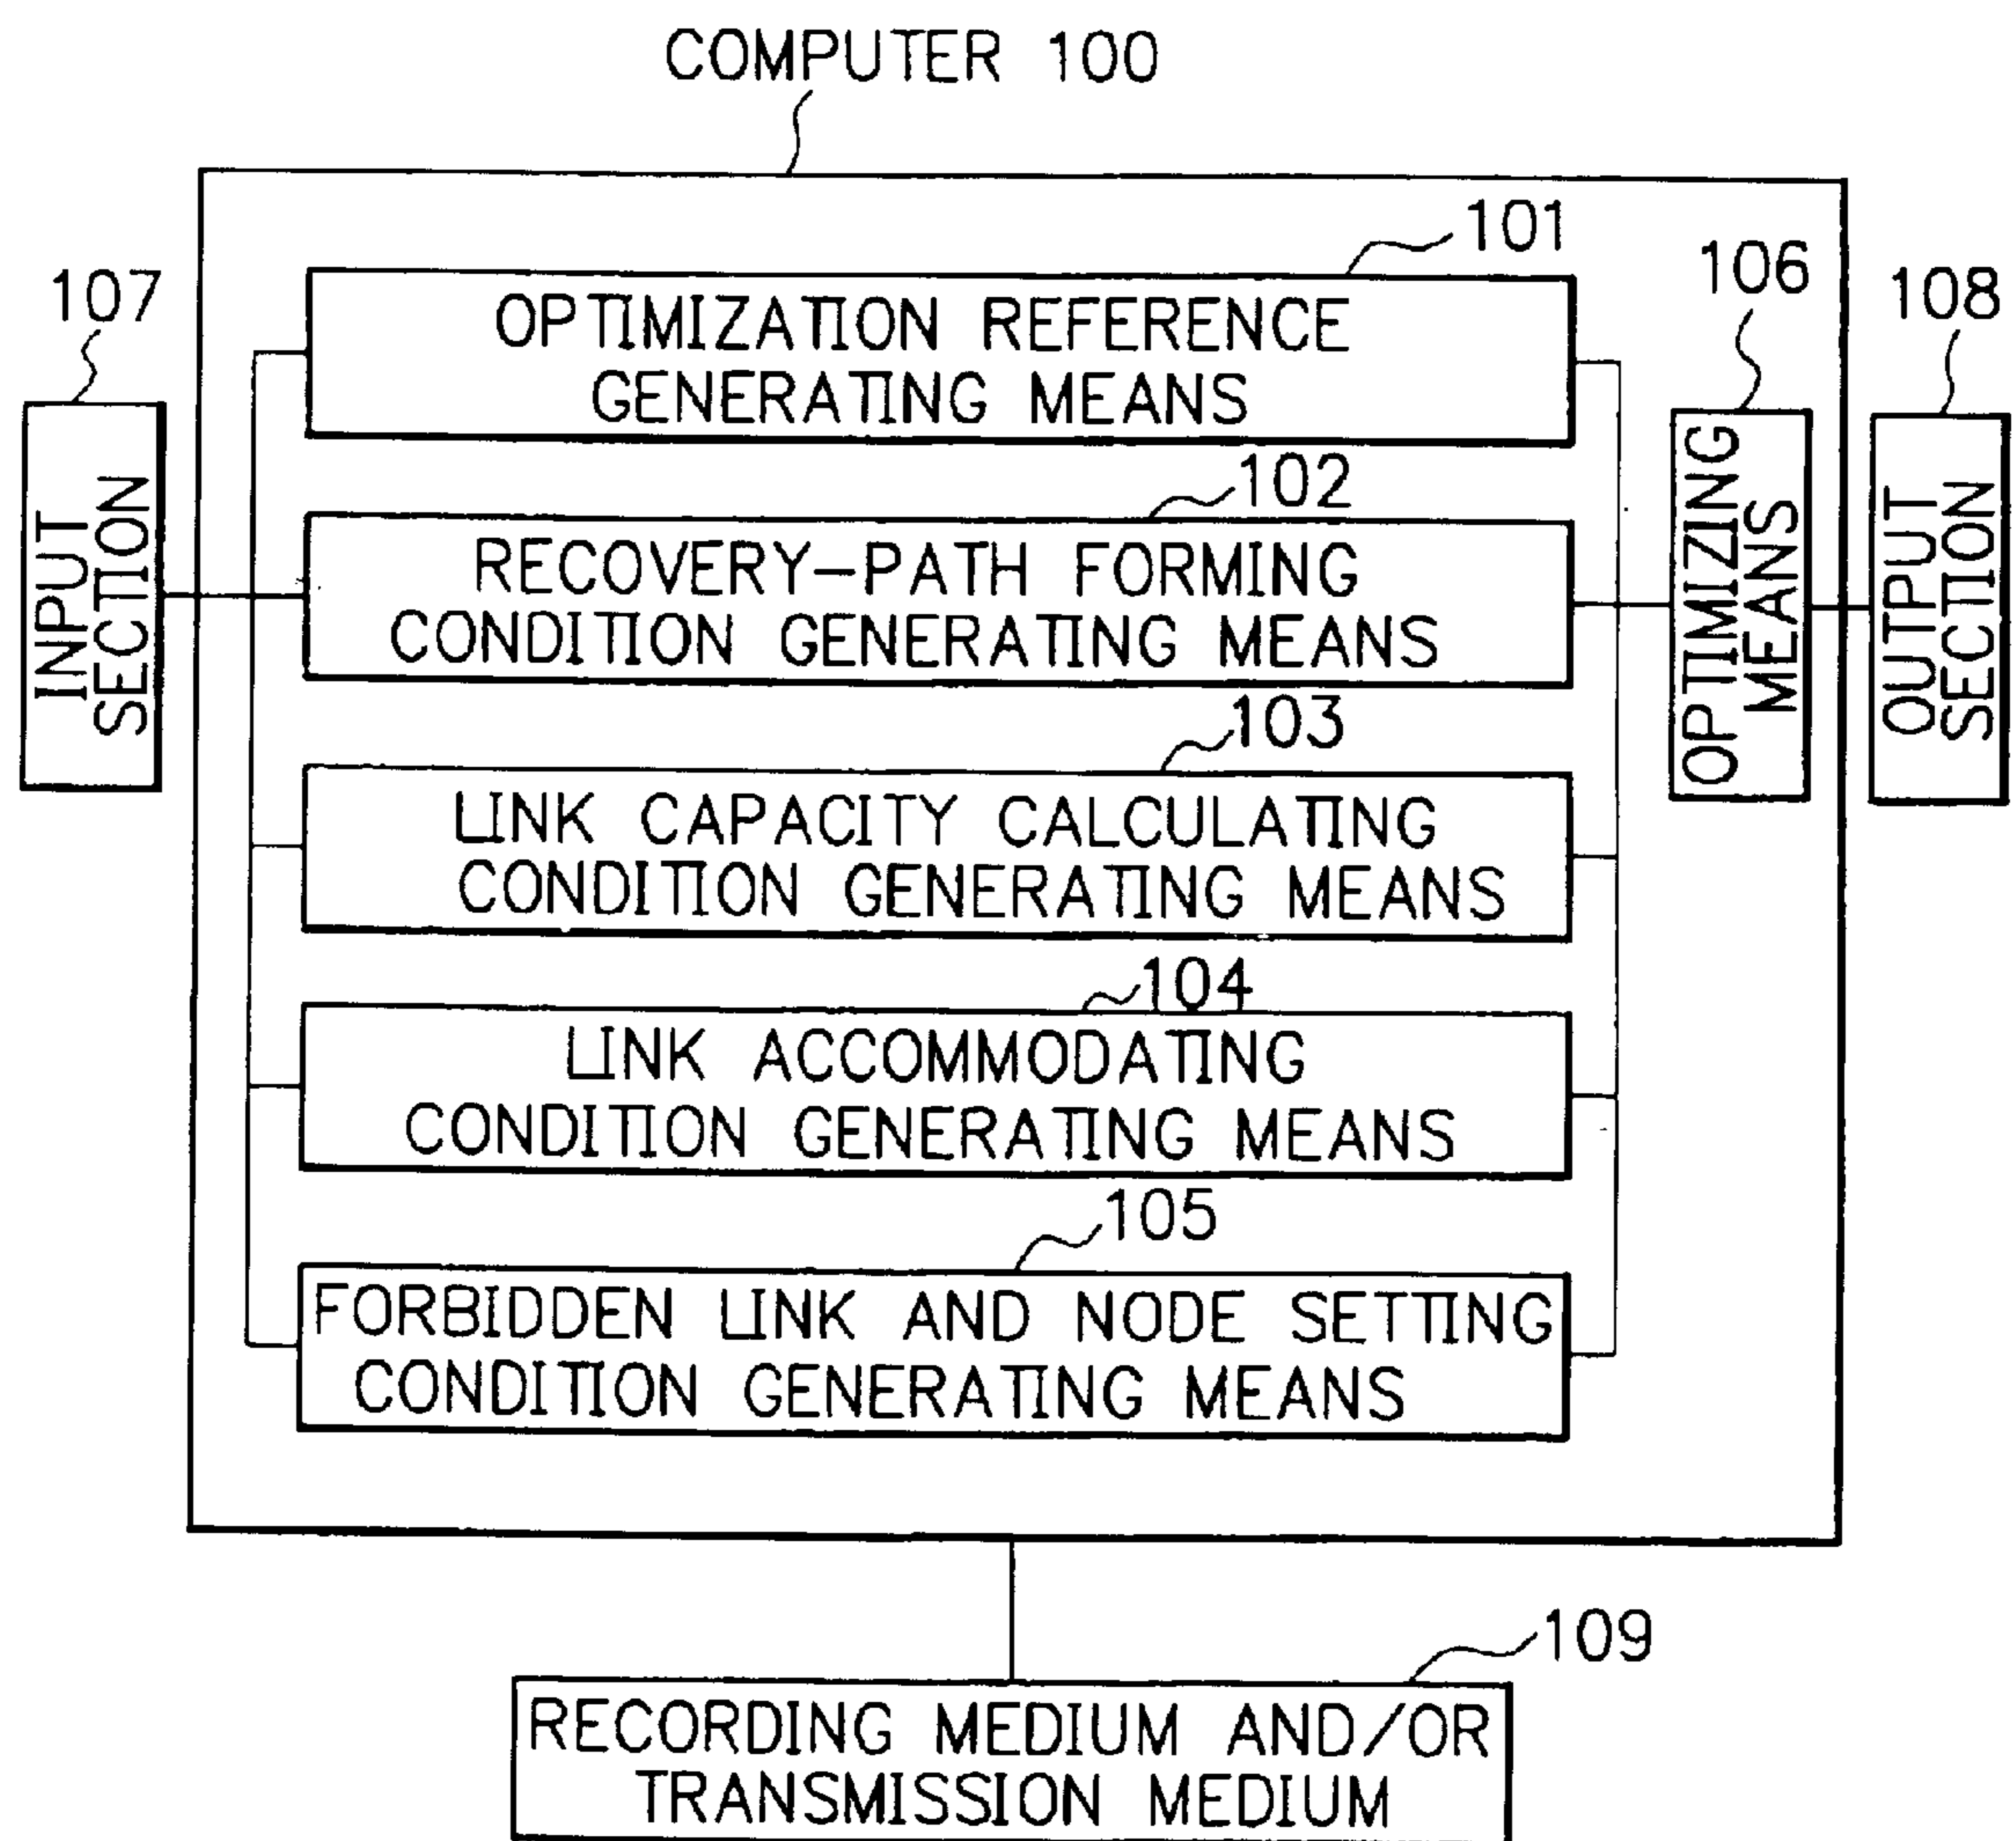 COMPUTER 100
101
OPTIMIZATION REFERENCE
GENERATING MEANS
102
RECOVERY-PATH FORMING
CONDITION GENERATING MEANS
103
LINK CAPACITY CALCULATING
CONDITION GENERATING MEANS
104
LINK ACCOMMODATING
CONDITION GENERATING MEANS
105
FORBIDDEN LINK AND NODE SETTING
CONDITION GENERATING MEANS
106
OPTIMIZING
MEANS
107
INPUT
SECTION
108
OUTPUT
SECTION
109
RECORDING MEDIUM AND/OR
TRANSMISSION MEDIUM